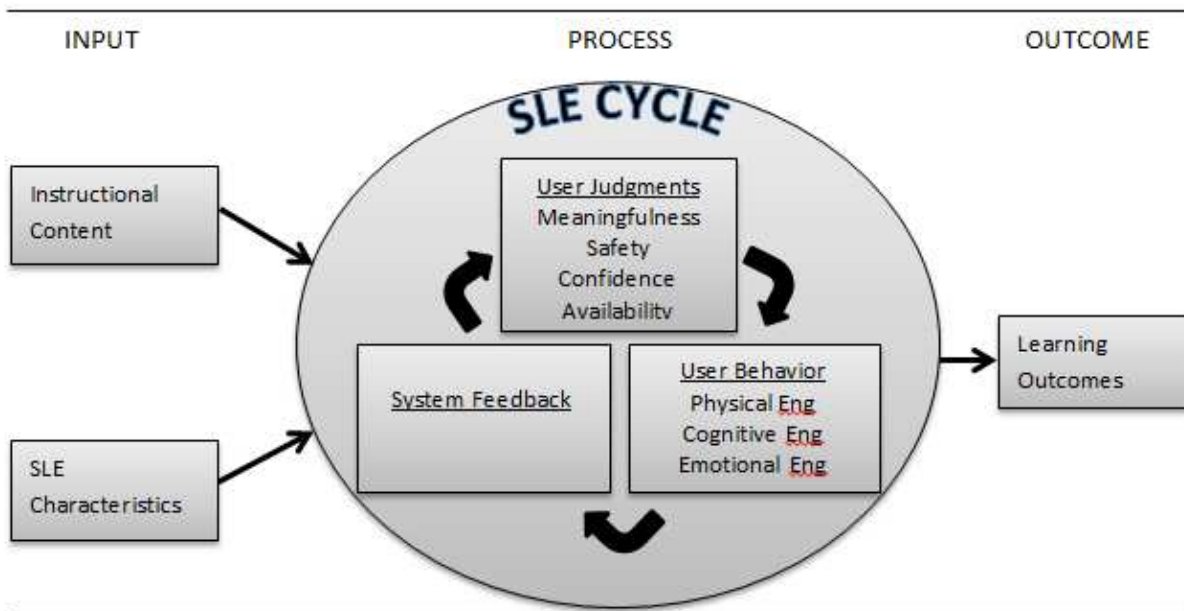 INPUT
PROCESS
OUTCOME
SLE CYCLE
Instructional
Content
SLE
Characteristics
User Judgments
Meaningfulness
Safety
Confidence
Availability
System Feedback
User Behavior
Physical Eng
Cognitive Eng
Emotional Eng
Learning
Outcomes